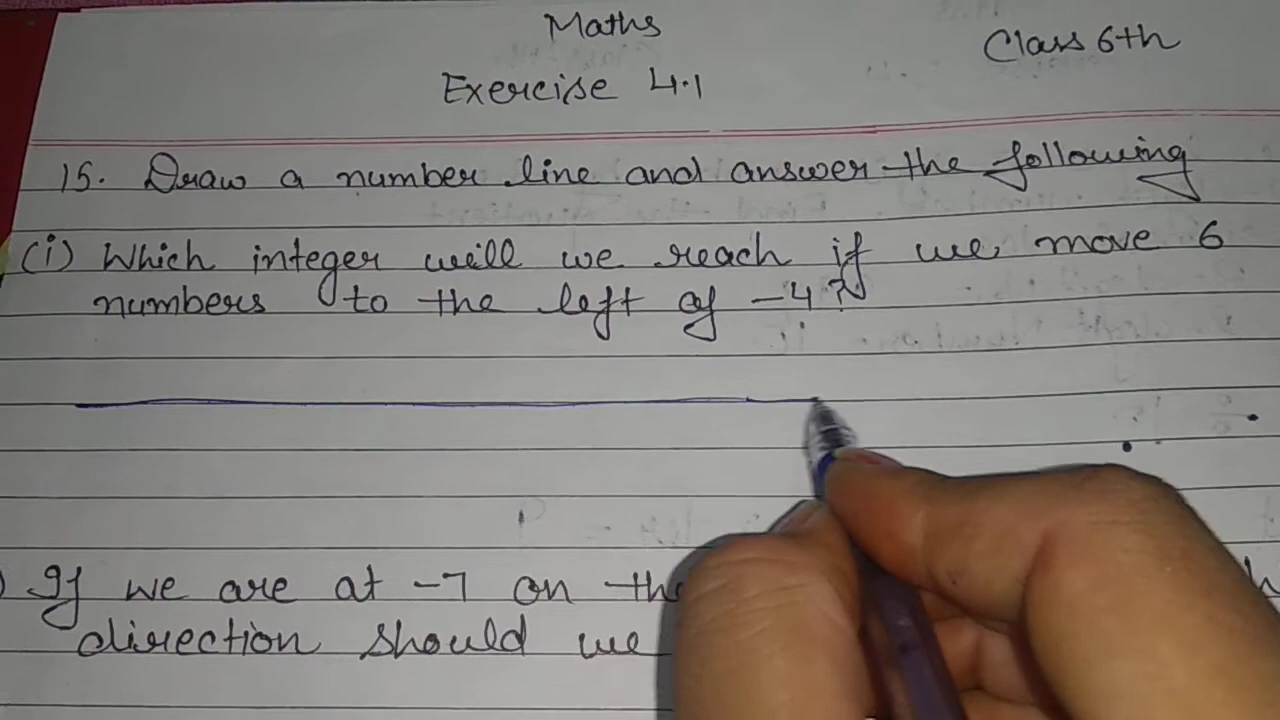 Maths
Class 6th
Exercise 4.1
15. Draw a number line and answer the following
(i) Which integer will we reach if we move 6
numbers to the left of -4?
If we are at -7 on the
direction should we